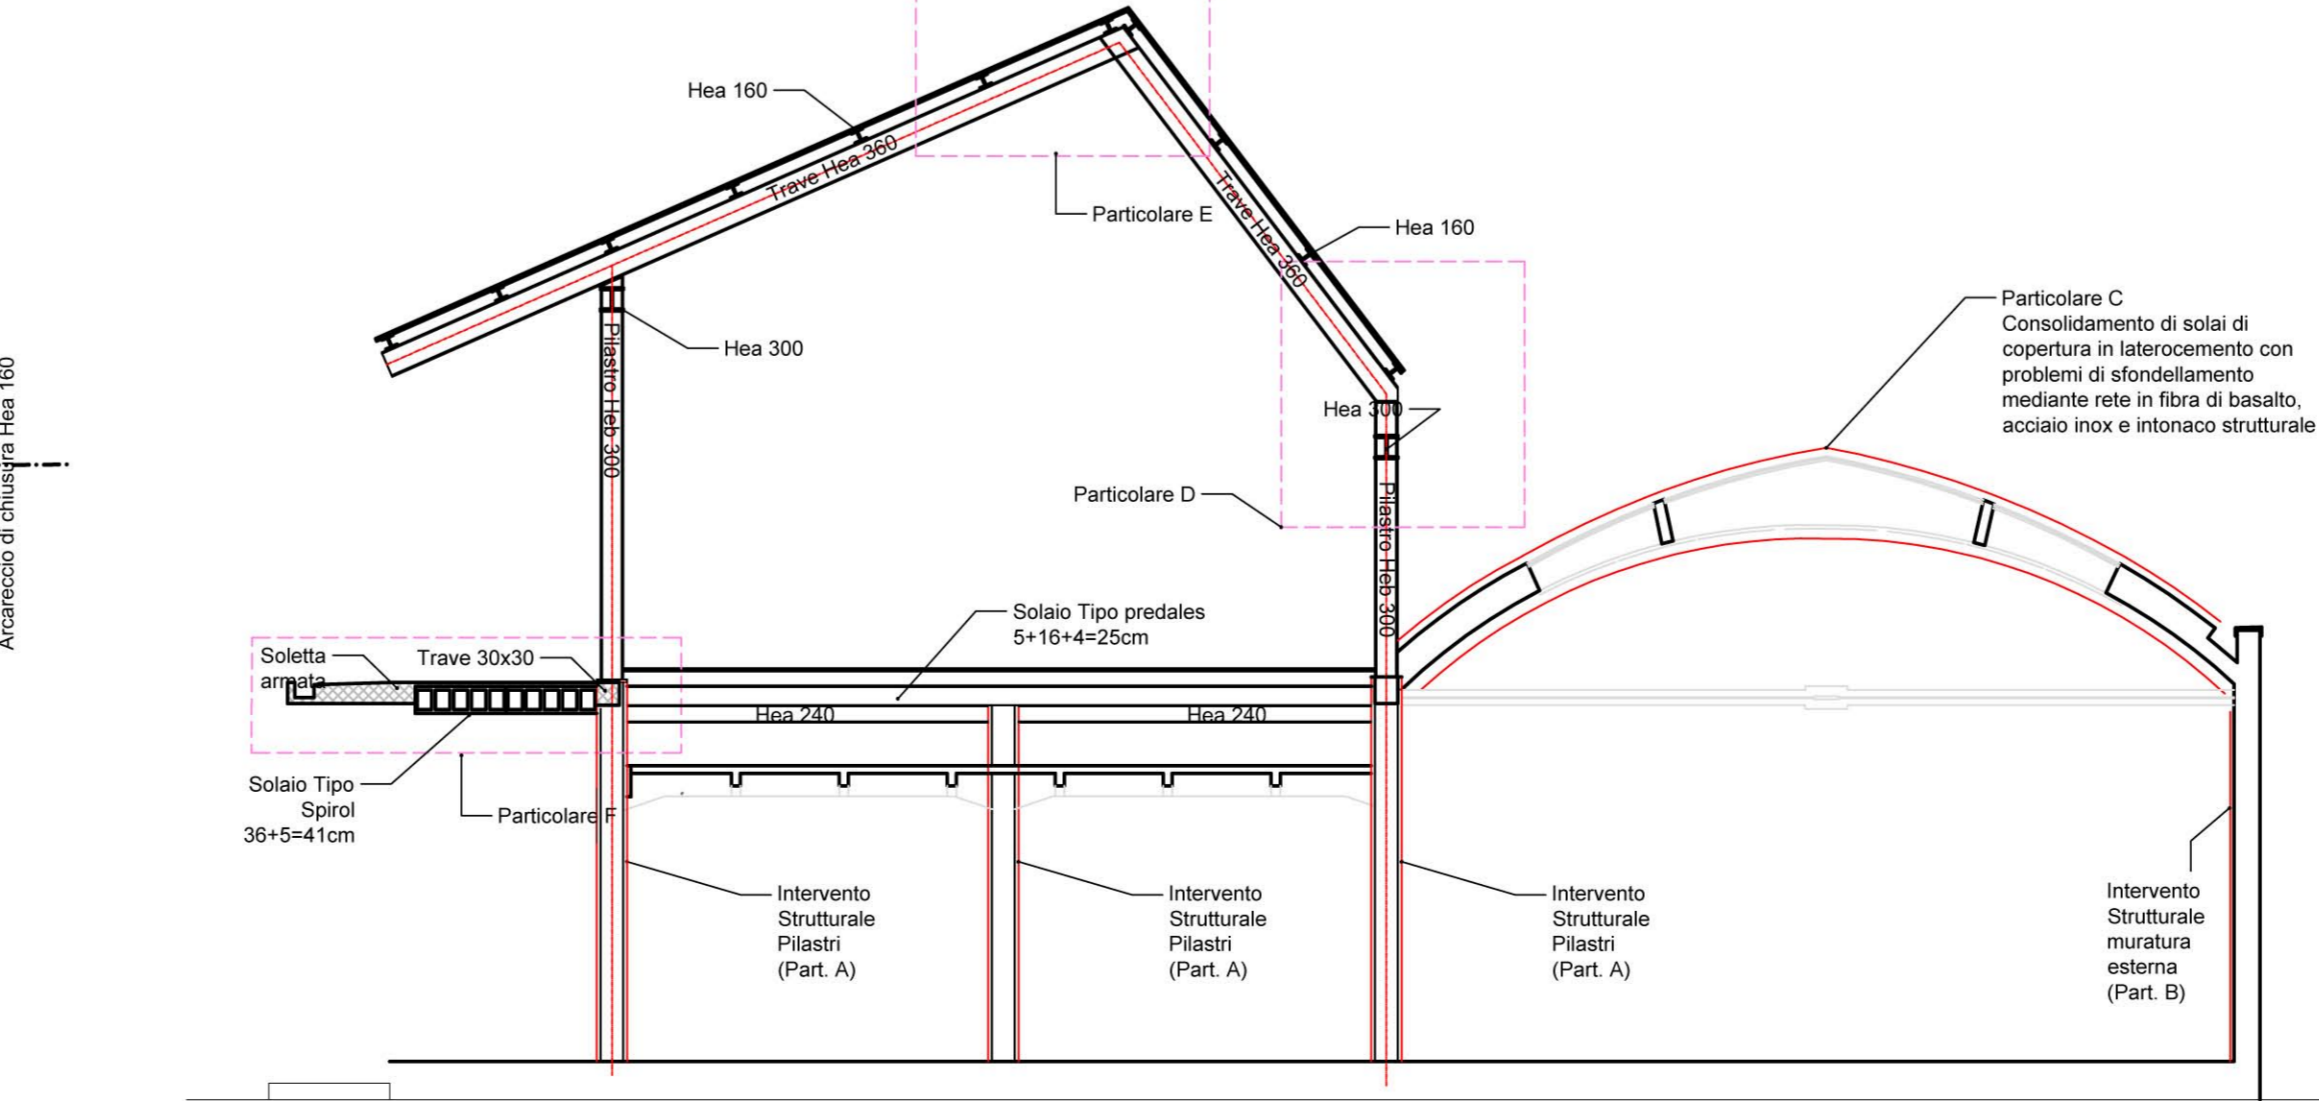 Arcareccio di chiusura Hea 160
Hea 160
Trave Hea 360
Particolare E
Trave Hea 360
Hea 160
Hea 300
Pilastro Heb 300
Particolare C
Consolidamento di solai di
copertura in laterocemento con
problemi di sfondellamento
mediante rete in fibra di basalto,
acciaio inox e intonaco strutturale
Hea 300
Particolare D
Pilastro Heb 300
Solaio Tipo predales
5+16+4=25cm
Soletta
armata
Trave 30x30
Hea 240
Hea 240
Solaio Tipo
Spirol
36+5=41cm
Particolare F
Intervento
Strutturale
Pilastri
(Part. A)
Intervento
Strutturale
Pilastri
(Part. A)
Intervento
Strutturale
Pilastri
(Part. A)
Intervento
Strutturale
muratura
esterna
(Part. B)